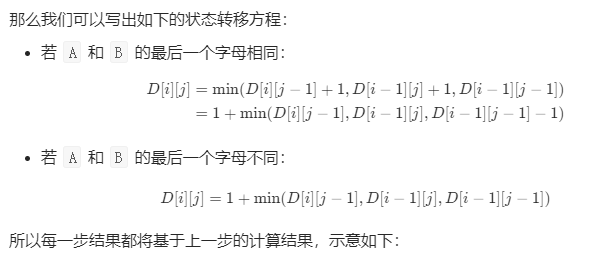 那么我们可以写出如下的状态转移方程：
• 若 A 和 B 的最后一个字母相同：
D[i][j] = min(D[i][j − 1] + 1, D[i − 1][j] + 1, D[i − 1][j − 1])
= 1 + min(D[i][j − 1], D[i − 1][j], D[i − 1][j − 1] − 1)
• 若 A 和 B 的最后一个字母不同：
D[i][j] = 1 + min(D[i][j − 1], D[i − 1][j], D[i − 1][j − 1])
所以每一步结果都将基于上一步的计算结果，示意如下：